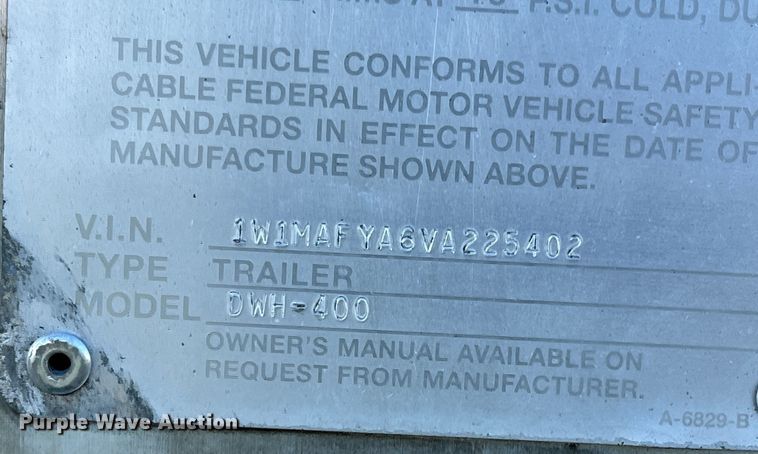 P.S.I. COLD, DU
THIS VEHICLE CONFORMS TO ALL APPLI-
CABLE FEDERAL MOTOR VEHICLE SAFETY
STANDARDS IN EFFECT ON THE DATE OF
MANUFACTURE SHOWN ABOVE.
V.I.N. 1W1MAFYA6VA225402
TYPE TRAILER
MODEL DWH-400
OWNER'S MANUAL AVAILABLE ON
REQUEST FROM MANUFACTURER.
A-6829-B
Purple Wave Auction